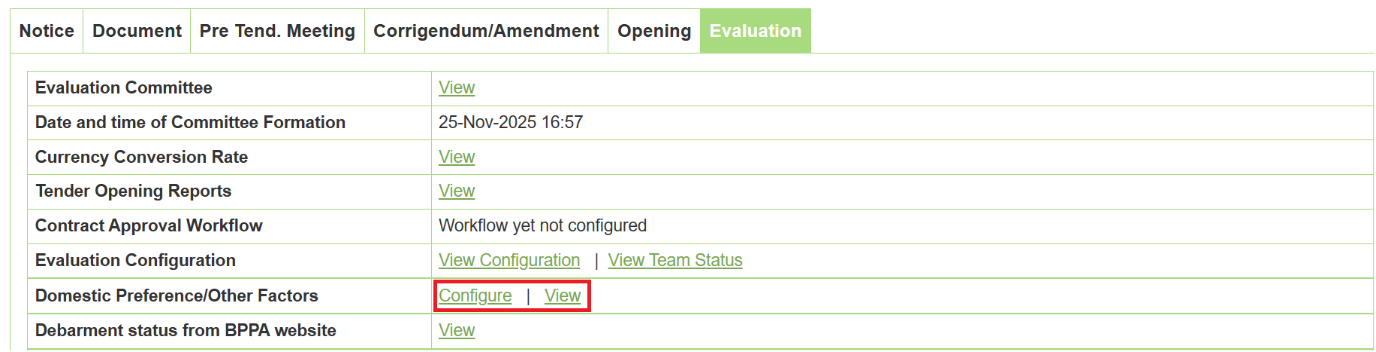 Notice Document Pre Tend. Meeting Corrigendum/Amendment Opening Evaluation
Evaluation Committee View
Date and time of Committee Formation 25-Nov-2025 16:57
Currency Conversion Rate View
Tender Opening Reports View
Contract Approval Workflow Workflow yet not configured
Evaluation Configuration View Configuration | View Team Status
Domestic Preference/Other Factors Configure | View
Debarment status from BPPA website View